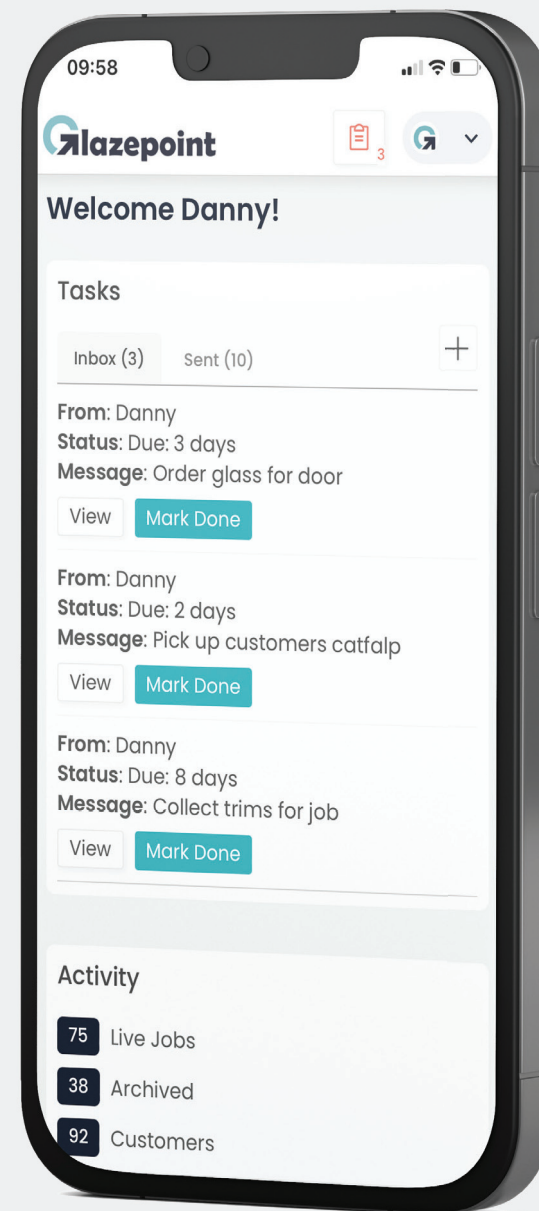 09:58
Glazepoint
3
Welcome Danny!
Tasks
Inbox (3) Sent (10)
From: Danny
Status: Due: 3 days
Message: Order glass for door
View Mark Done
From: Danny
Status: Due: 2 days
Message: Pick up customers catfalp
View Mark Done
From: Danny
Status: Due: 8 days
Message: Collect trims for job
View Mark Done
Activity
75 Live Jobs
38 Archived
92 Customers